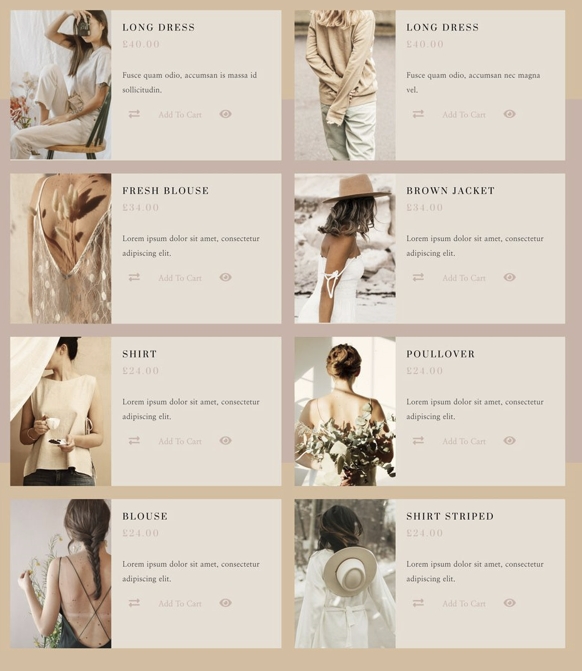 LONG DRESS
£40.00
Fusce quam odio, accumsan is massa id
sollicitudin.
Add To Cart
LONG DRESS
£40.00
Fusce quam odio, accumsan nec magna
vel.
Add To Cart
FRESH BLOUSE
£34.00
Lorem ipsum dolor sit amet, consectetur
adipiscing elit.
Add To Cart
BROWN JACKET
£34.00
Lorem ipsum dolor sit amet, consectetur
adipiscing elit.
Add To Cart
SHIRT
£24.00
Lorem ipsum dolor sit amet, consectetur
adipiscing elit.
Add To Cart
POULLOVER
£24.00
Lorem ipsum dolor sit amet, consectetur
adipiscing elit.
Add To Cart
BLOUSE
£24.00
Lorem ipsum dolor sit amet, consectetur
adipiscing elit.
Add To Cart
SHIRT STRIPED
£24.00
Lorem ipsum dolor sit amet, consectetur
adipiscing elit.
Add To Cart